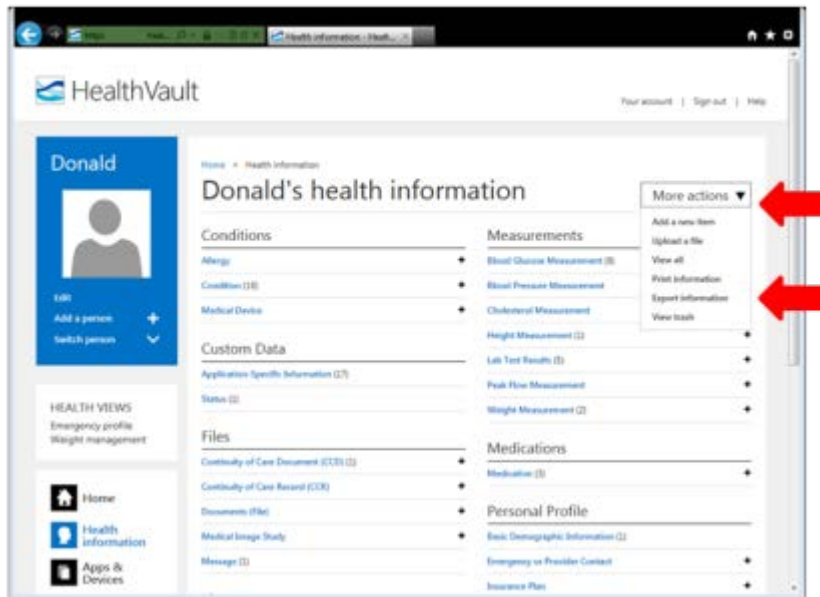 Health information - Healt...
HealthVault
Your account | Sign out | Help
Donald
Edit
Add a person
Switch person
HEALTH VIEWS
Emergency profile
Weight management
Home
Health information
Apps & Devices
Home
Health information
Donald's health information
More actions
Add a new item
Upload a file
View all
Print information
Export information
View trash
Conditions
Allergy
Condition (18)
Medical Device
Custom Data
Application Specific Information (27)
Status (1)
Files
Continuity of Care Document (CCD) (1)
Continuity of Care Record (CCR)
Documents (File)
Medical Image Study
Message (1)
Measurements
Blood Glucose Measurement (8)
Blood Pressure Measurement
Cholesterol Measurement
Height Measurement (1)
Lab Test Results (5)
Peak Flow Measurement
Weight Measurement (2)
Medications
Medication (3)
Personal Profile
Basic Demographic Information (1)
Emergency or Provider Contact
Insurance Plan